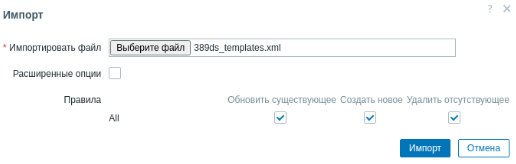 Импорт
? ×
* Импортировать файл Выберите файл 389ds_templates.xml
Расширенные опции
Правила Обновить существующее Создать новое Удалить отсутствующее
All
Импорт Отмена